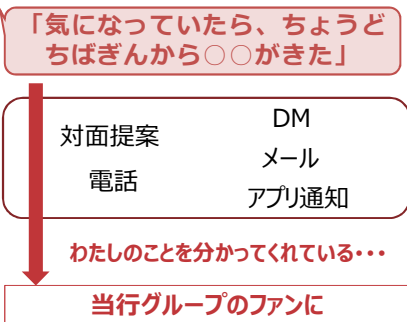 「気になっていたら、ちょうど
ちばぎんから○○がきた」
対面提案
電話
DM
メール
アプリ通知
わたしのことを分かってくれている・・・
当行グループのファンに